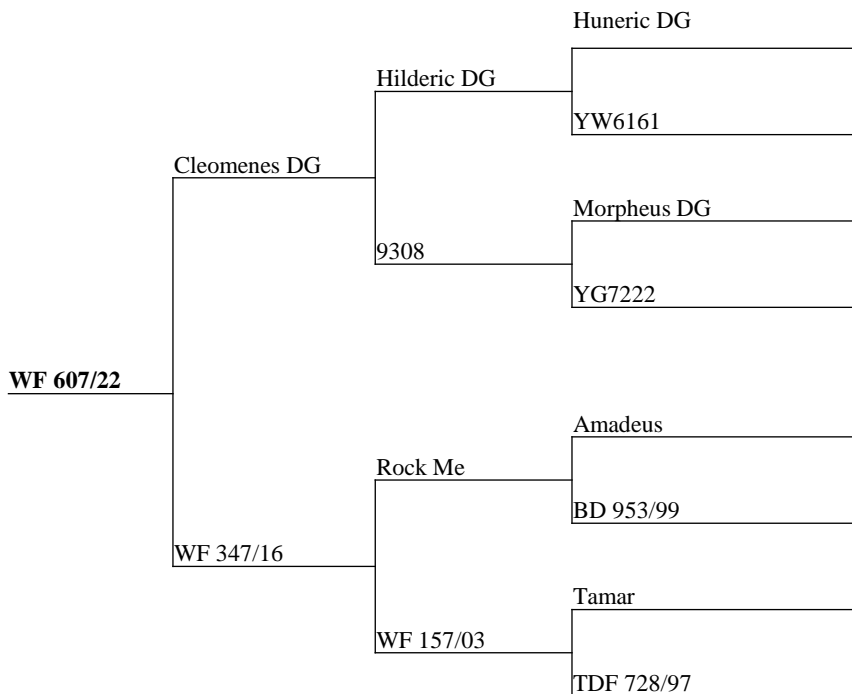 Huneric DG
Hilderic DG
YW6161
Cleomenes DG
Morpheus DG
9308
YG7222
WF 607/22
Amadeus
Rock Me
BD 953/99
WF 347/16
Tamar
WF 157/03
TDF 728/97